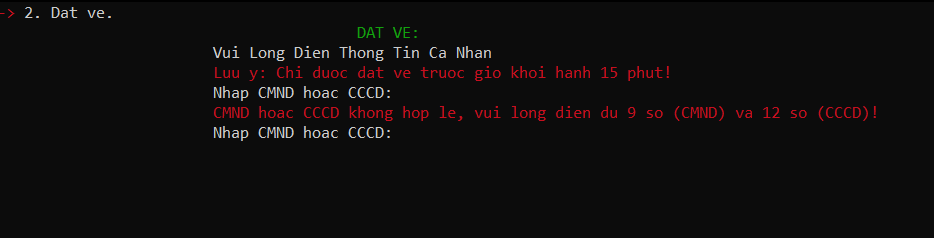 -> 2. Dat ve.
DAT VE:
Vui Long Dien Thong Tin Ca Nhan
Luu y: Chi duoc dat ve truoc gio khoi hanh 15 phut!
Nhap CMND hoac CCCD:
CMND hoac CCCD khong hop le, vui long dien du 9 so (CMND) va 12 so (CCCD)!
Nhap CMND hoac CCCD: